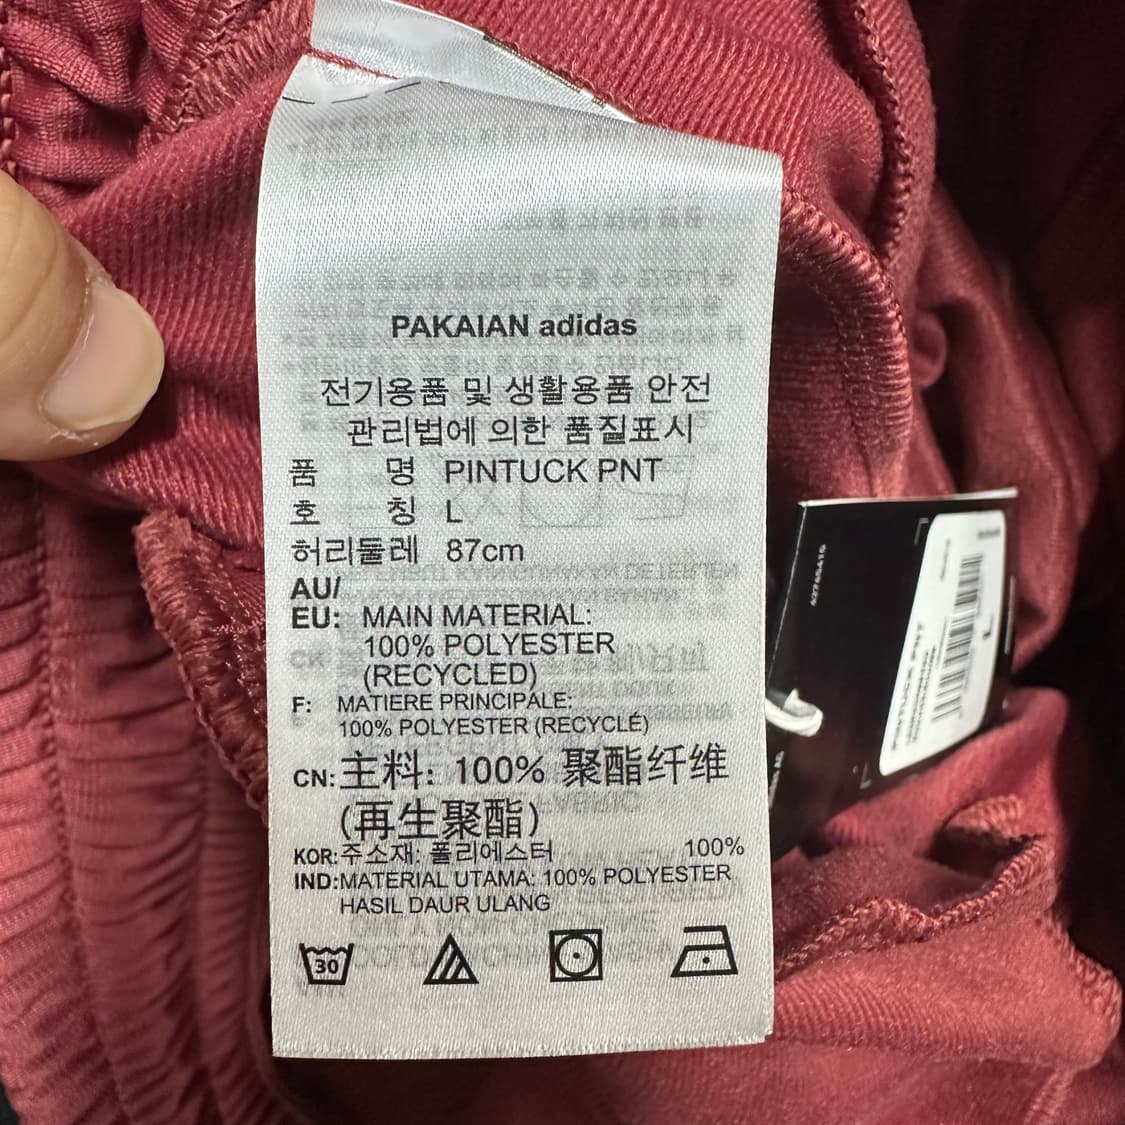 PAKAIAN adidas
전기용품 및 생활용품 안전
관리법에 의한 품질표시
품 명 PINTUCK PNT
호 칭 L
허리둘레 87cm
AU/
EU: MAIN MATERIAL:
100% POLYESTER
(RECYCLED)
F: MATIERE PRINCIPALE:
100% POLYESTER (RECYCLÉ)
CN: 主料: 100% 聚酯纤维
(再生聚酯)
KOR: 주소재: 폴리에스터 100%
IND: MATERIAL UTAMA: 100% POLYESTER
HASIL DAUR ULANG
30
PINTUCK PNT
L